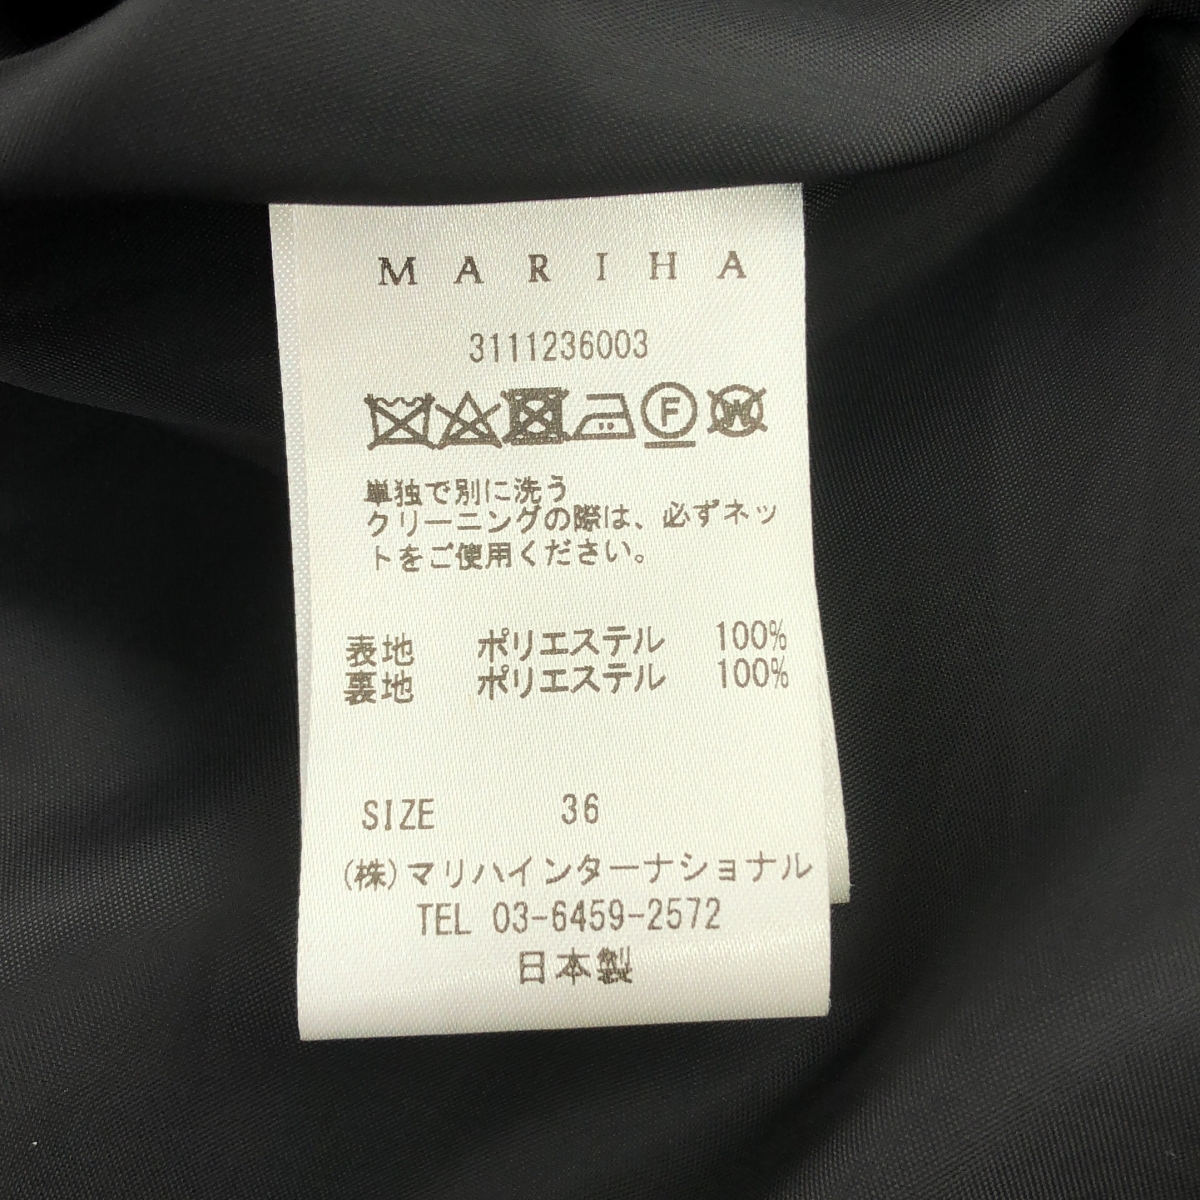 MARIHA
3111236003
F W
単独で別に洗う
クリーニングの際は、必ずネッ
トをご使用ください。
表地 ポリエステル 100%
裏地 ポリエステル 100%
SIZE 36
(株)マリハインターナショナル
TEL 03-6459-2572
日本製